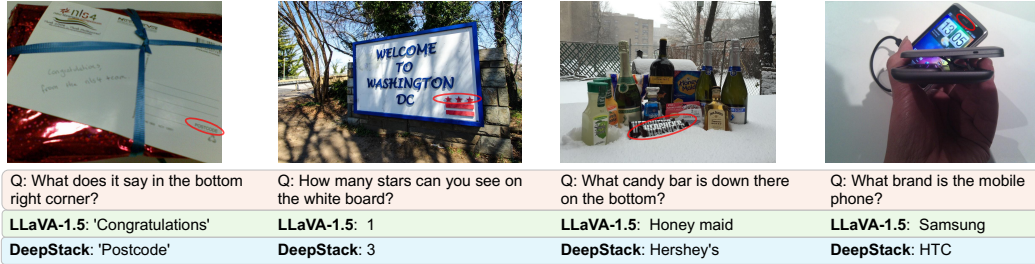 nls4
Congratulations
WELCOME
TO
WASHINGTON
DC
HERSHEY'S
13:05
Q: What does it say in the bottom
right corner?
LLaVA-1.5: 'Congratulations'
DeepStack: 'Postcode'
Q: How many stars can you see on
the white board?
LLaVA-1.5: 1
DeepStack: 3
Q: What candy bar is down there
on the bottom?
LLaVA-1.5: Honey maid
DeepStack: Hershey's
Q: What brand is the mobile
phone?
LLaVA-1.5: Samsung
DeepStack: HTC